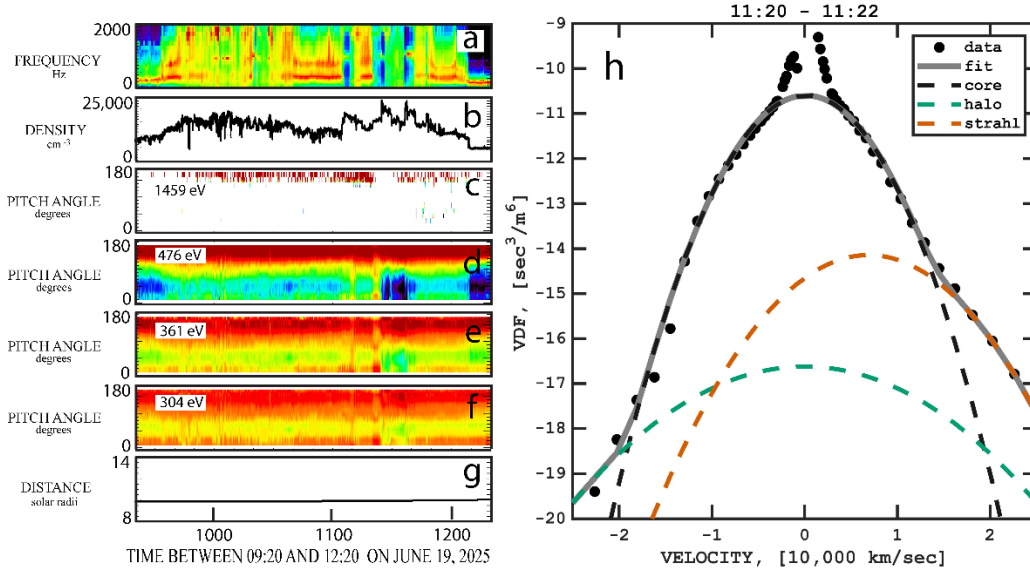 2000
FREQUENCY
Hz
0
a
25,000
DENSITY
cm -3
0
b
180
PITCH ANGLE
degrees
0
1459 eV
c
180
PITCH ANGLE
degrees
0
476 eV
d
180
PITCH ANGLE
degrees
0
361 eV
e
180
PITCH ANGLE
degrees
0
304 eV
f
14
DISTANCE
solar radii
8
g
1000 1100 1200
TIME BETWEEN 09:20 AND 12:20 ON JUNE 19, 2025
11:20 - 11:22
h
data
fit
core
halo
strahl
VDF, [sec3/m6]
-9
-10
-11
-12
-13
-14
-15
-16
-17
-18
-19
-20
-2 -1 0 1 2
VELOCITY, [10,000 km/sec]